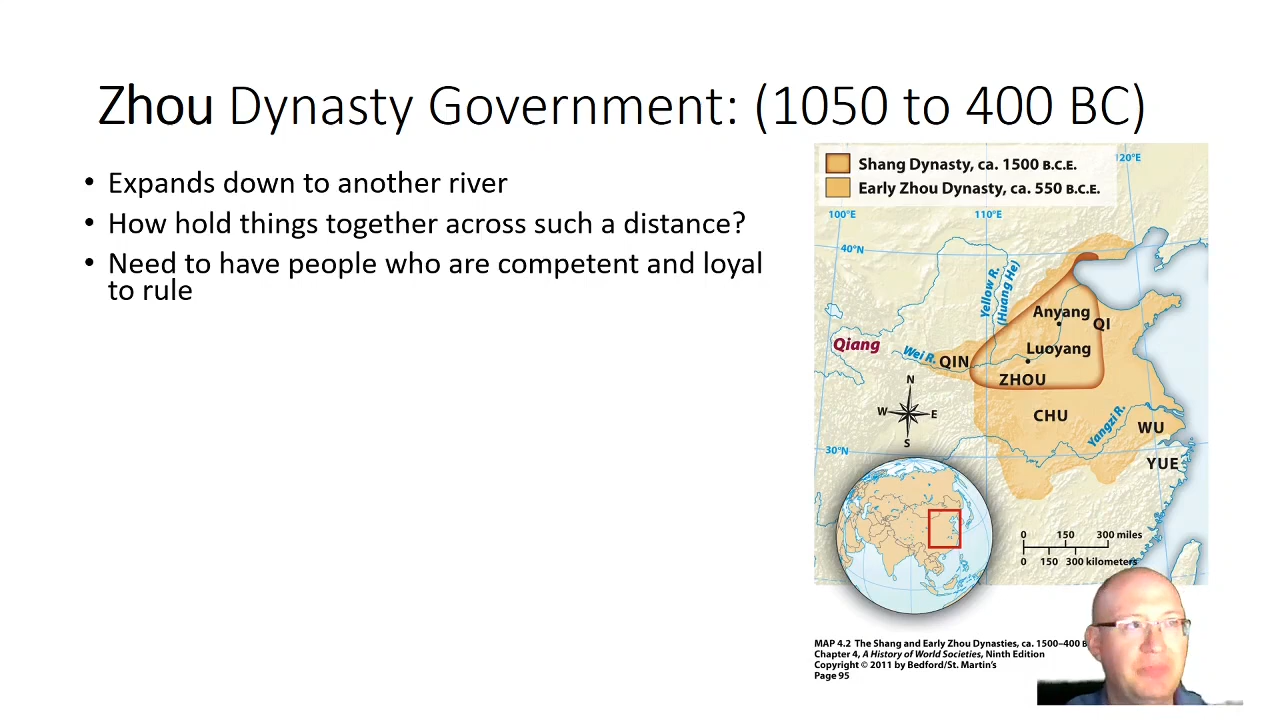 Zhou Dynasty Government: (1050 to 400 BC)
• Expands down to another river
• How hold things together across such a distance?
• Need to have people who are competent and loyal
to rule
Shang Dynasty, ca. 1500 B.C.E.
Early Zhou Dynasty, ca. 550 B.C.E.
120°E
100°E
110°E
40°N
Yellow R.
(Huang He)
Anyang
QI
Qiang
Wei R.
QIN
Luoyang
ZHOU
N
W
E
S
CHU
Yangzi R.
WU
30°N
YUE
0 150 300 miles
0 150 300 kilometers
MAP 4.2 The Shang and Early Zhou Dynasties, ca. 1500–400
Chapter 4, A History of World Societies, Ninth Edition
Copyright © 2011 by Bedford/St. Martin's
Page 95